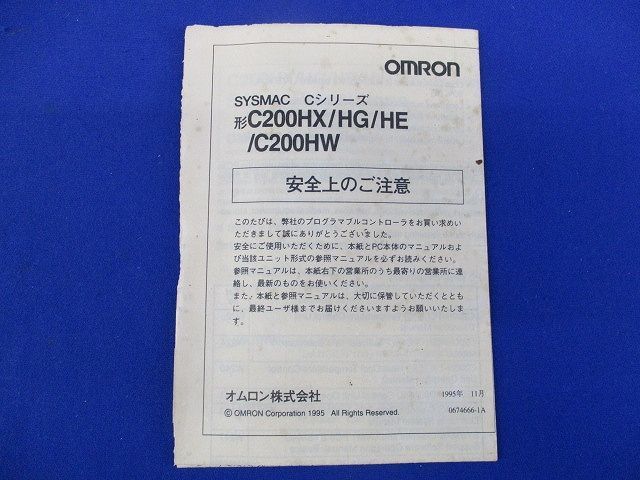 OMRON
SYSMAC Cシリーズ
形C200HX/HG/HE
/C200HW
安全上のご注意
このたびは、弊社のプログラマブルコントローラをお買い求めい
ただきまして誠にありがとうございました。
安全にご使用いただくために、本紙とPC本体のマニュアルおよ
び当該ユニット形式の参照マニュアルを必ずお読みください。
参照マニュアルは、本紙右下の営業所のうち最寄りの営業所に連
絡し、最新のものをお使いください。
また、本紙と参照マニュアルは、大切に保管していただくととも
に、最終ユーザ様までお届けくださいますようお願いいたしま
す。
オムロン株式会社
1995年 11月
© OMRON Corporation 1995 All Rights Reserved.
0674666-1A